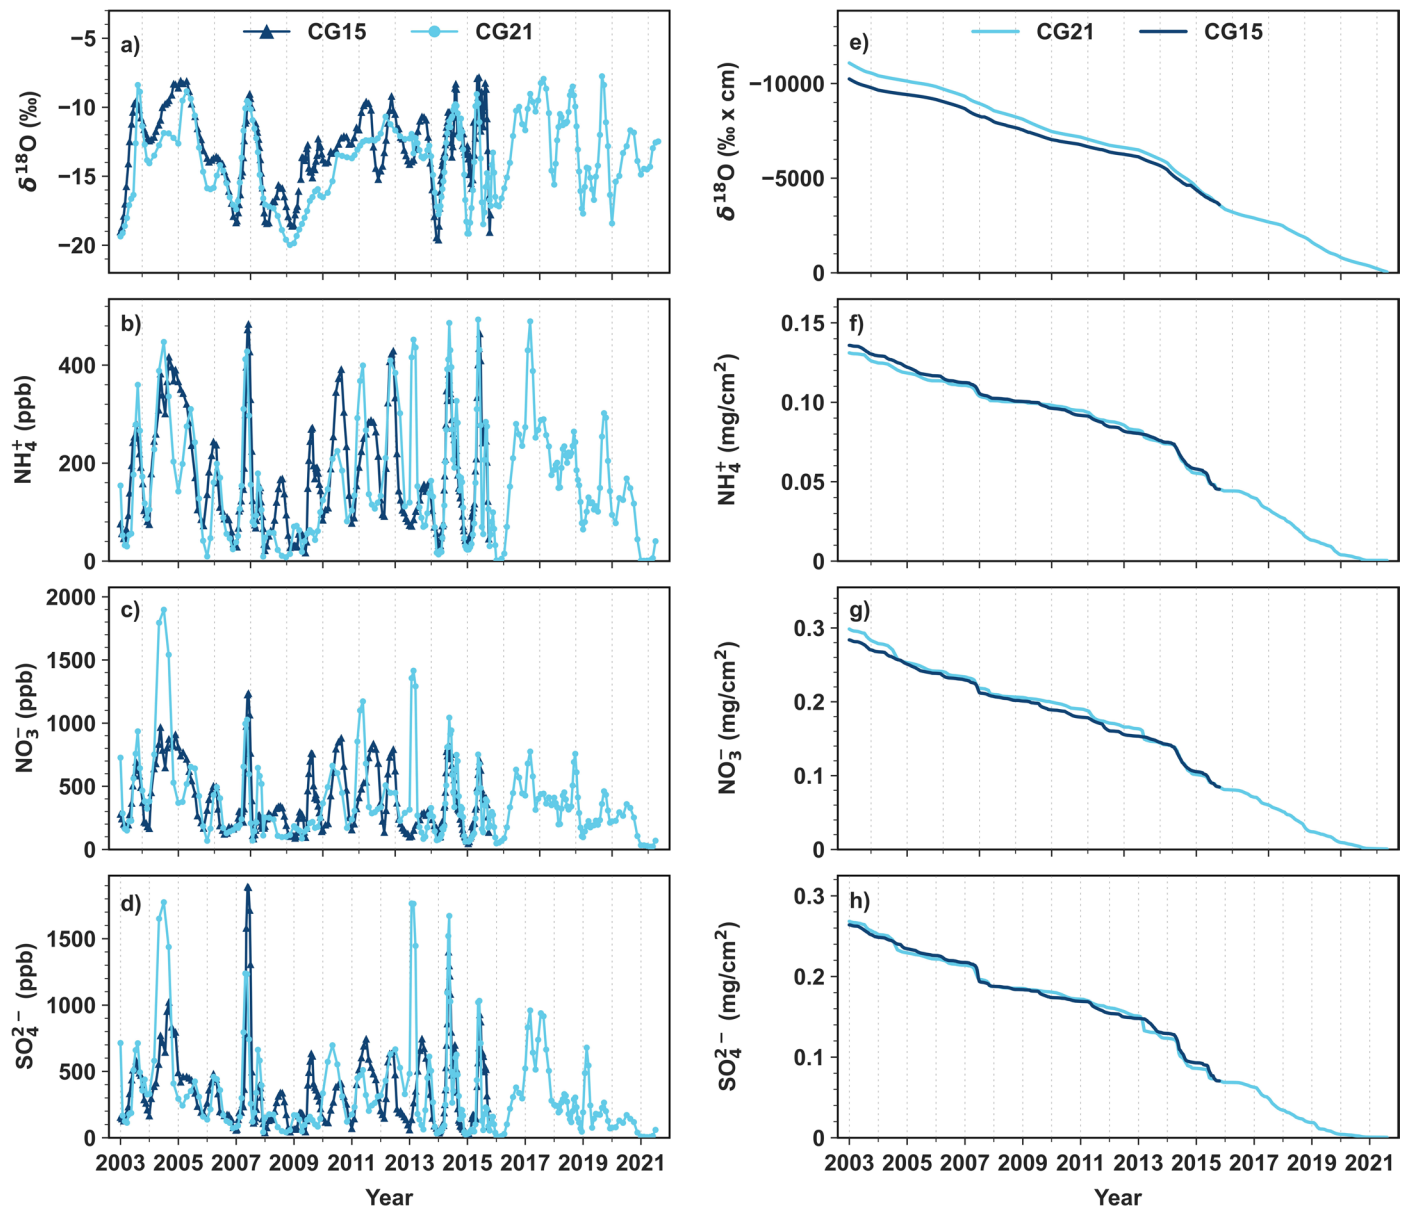 a)
CG15
CG21
−5
−10
−15
−20
δ¹⁸O (‰)
b)
400
200
0
NH₄⁺ (ppb)
c)
2000
1500
1000
500
0
NO₃⁻ (ppb)
d)
1500
1000
500
0
SO₄²⁻ (ppb)
2003 2005 2007 2009 2011 2013 2015 2017 2019 2021
Year
e)
CG21
CG15
−10000
−5000
0
δ¹⁸O (‰ x cm)
f)
0.15
0.10
0.05
0
NH₄⁺ (mg/cm²)
g)
0.3
0.2
0.1
0
NO₃⁻ (mg/cm²)
h)
0.3
0.2
0.1
0
SO₄²⁻ (mg/cm²)
2003 2005 2007 2009 2011 2013 2015 2017 2019 2021
Year